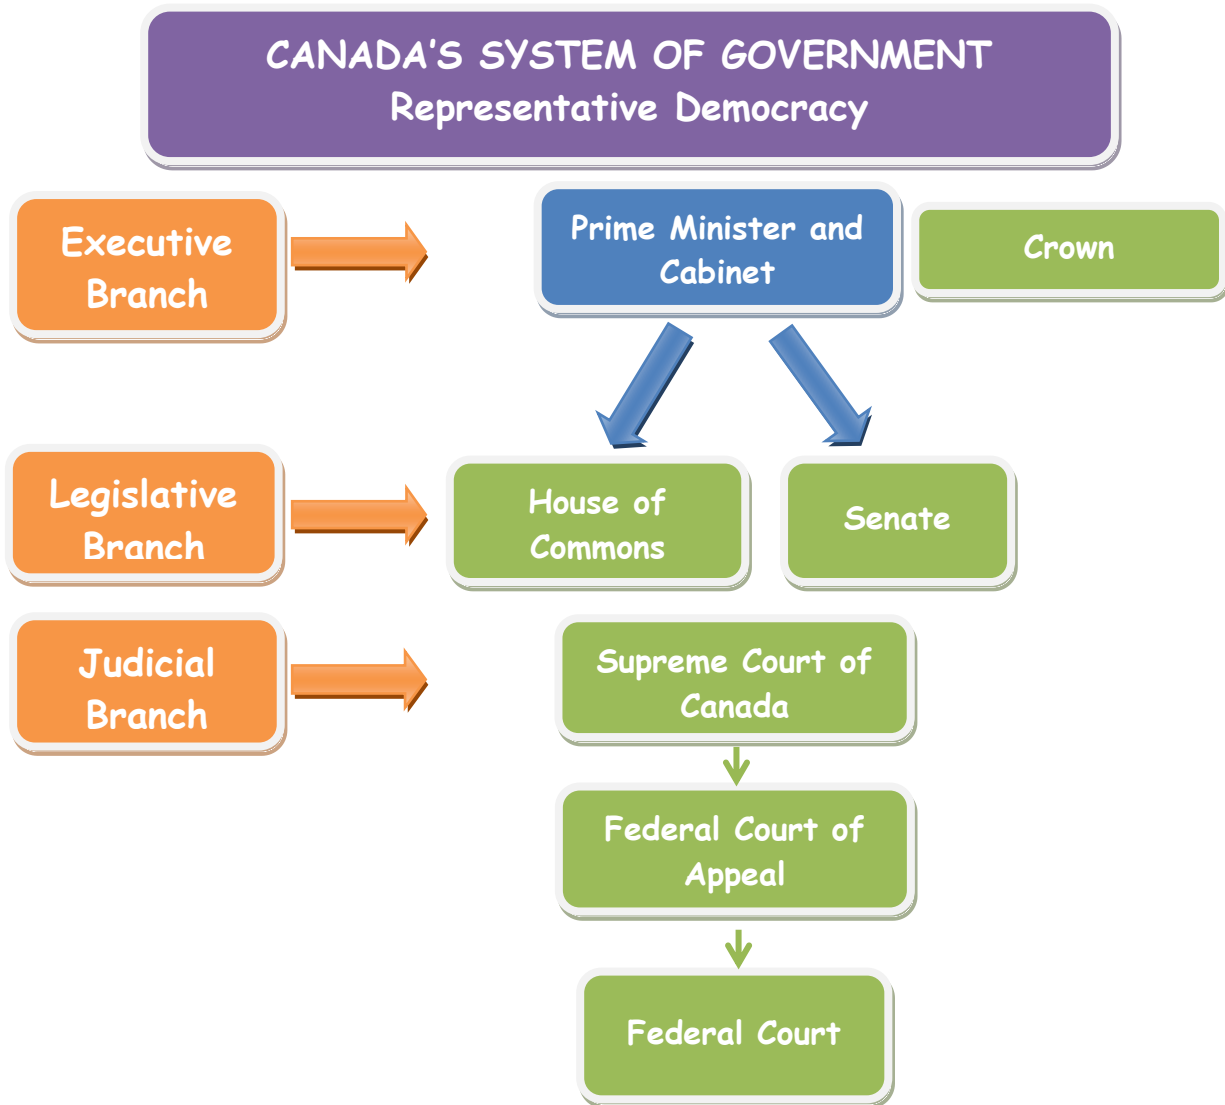 CANADA'S SYSTEM OF GOVERNMENT
Representative Democracy
Executive
Branch
Prime Minister and
Cabinet
Crown
Legislative
Branch
House of
Commons
Senate
Judicial
Branch
Supreme Court of
Canada
Federal Court of
Appeal
Federal Court